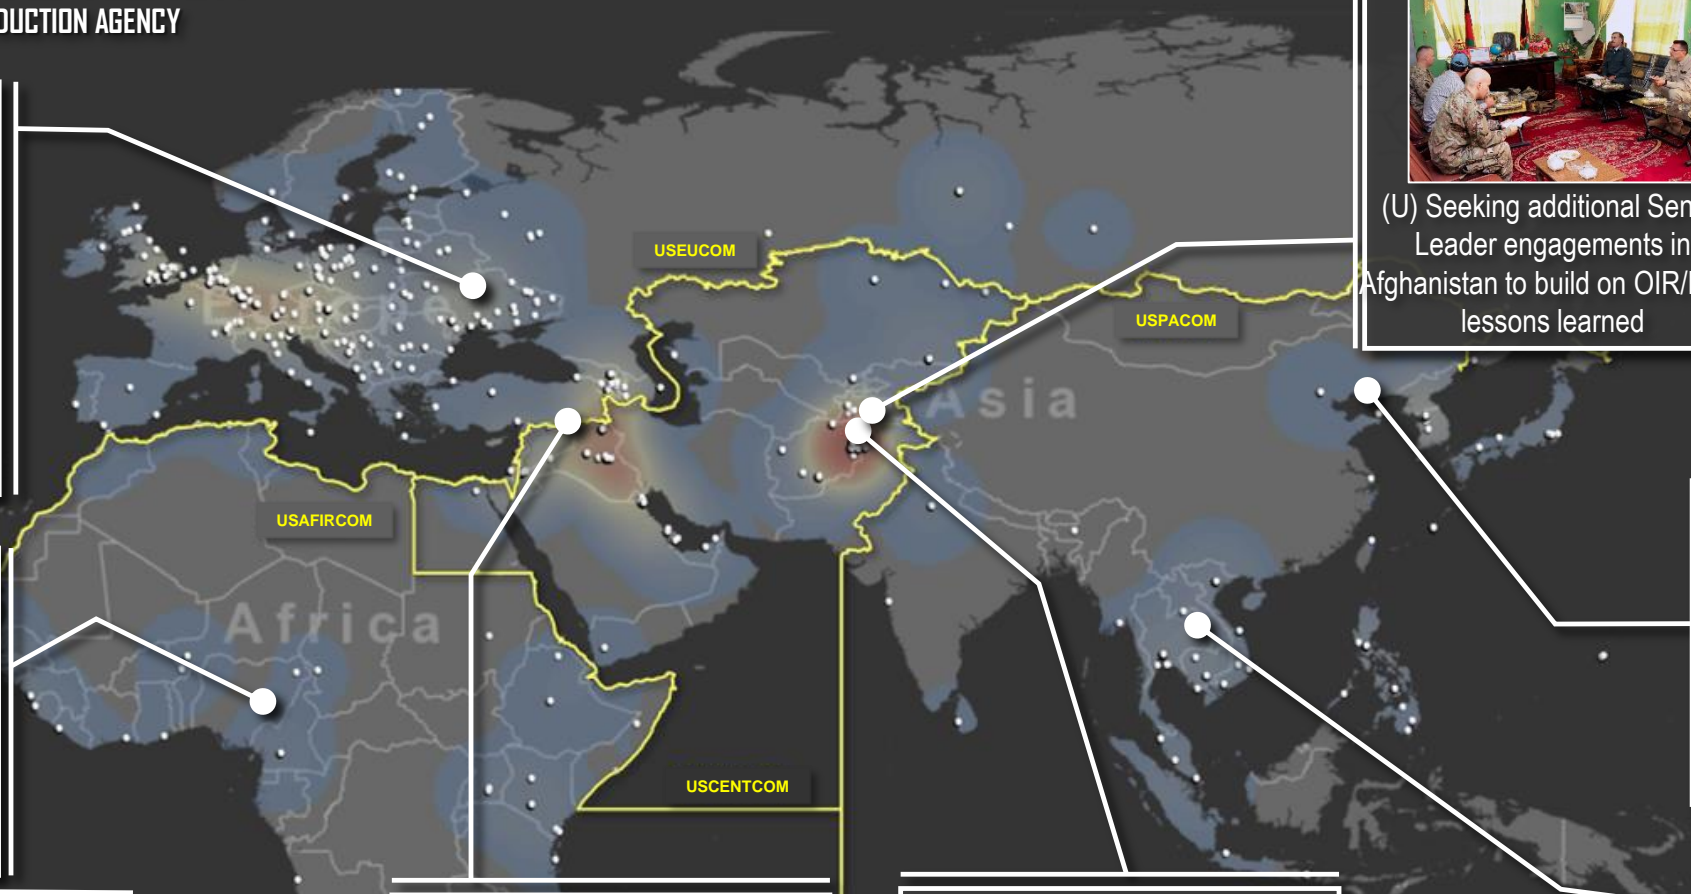 DUCTION AGENCY
(U) Seeking additional Sen
Leader engagements in
Afghanistan to build on OIR/
lessons learned
USEUCOM
USPACOM
Europe
Asia
USAFIRCOM
Africa
USCENTCOM